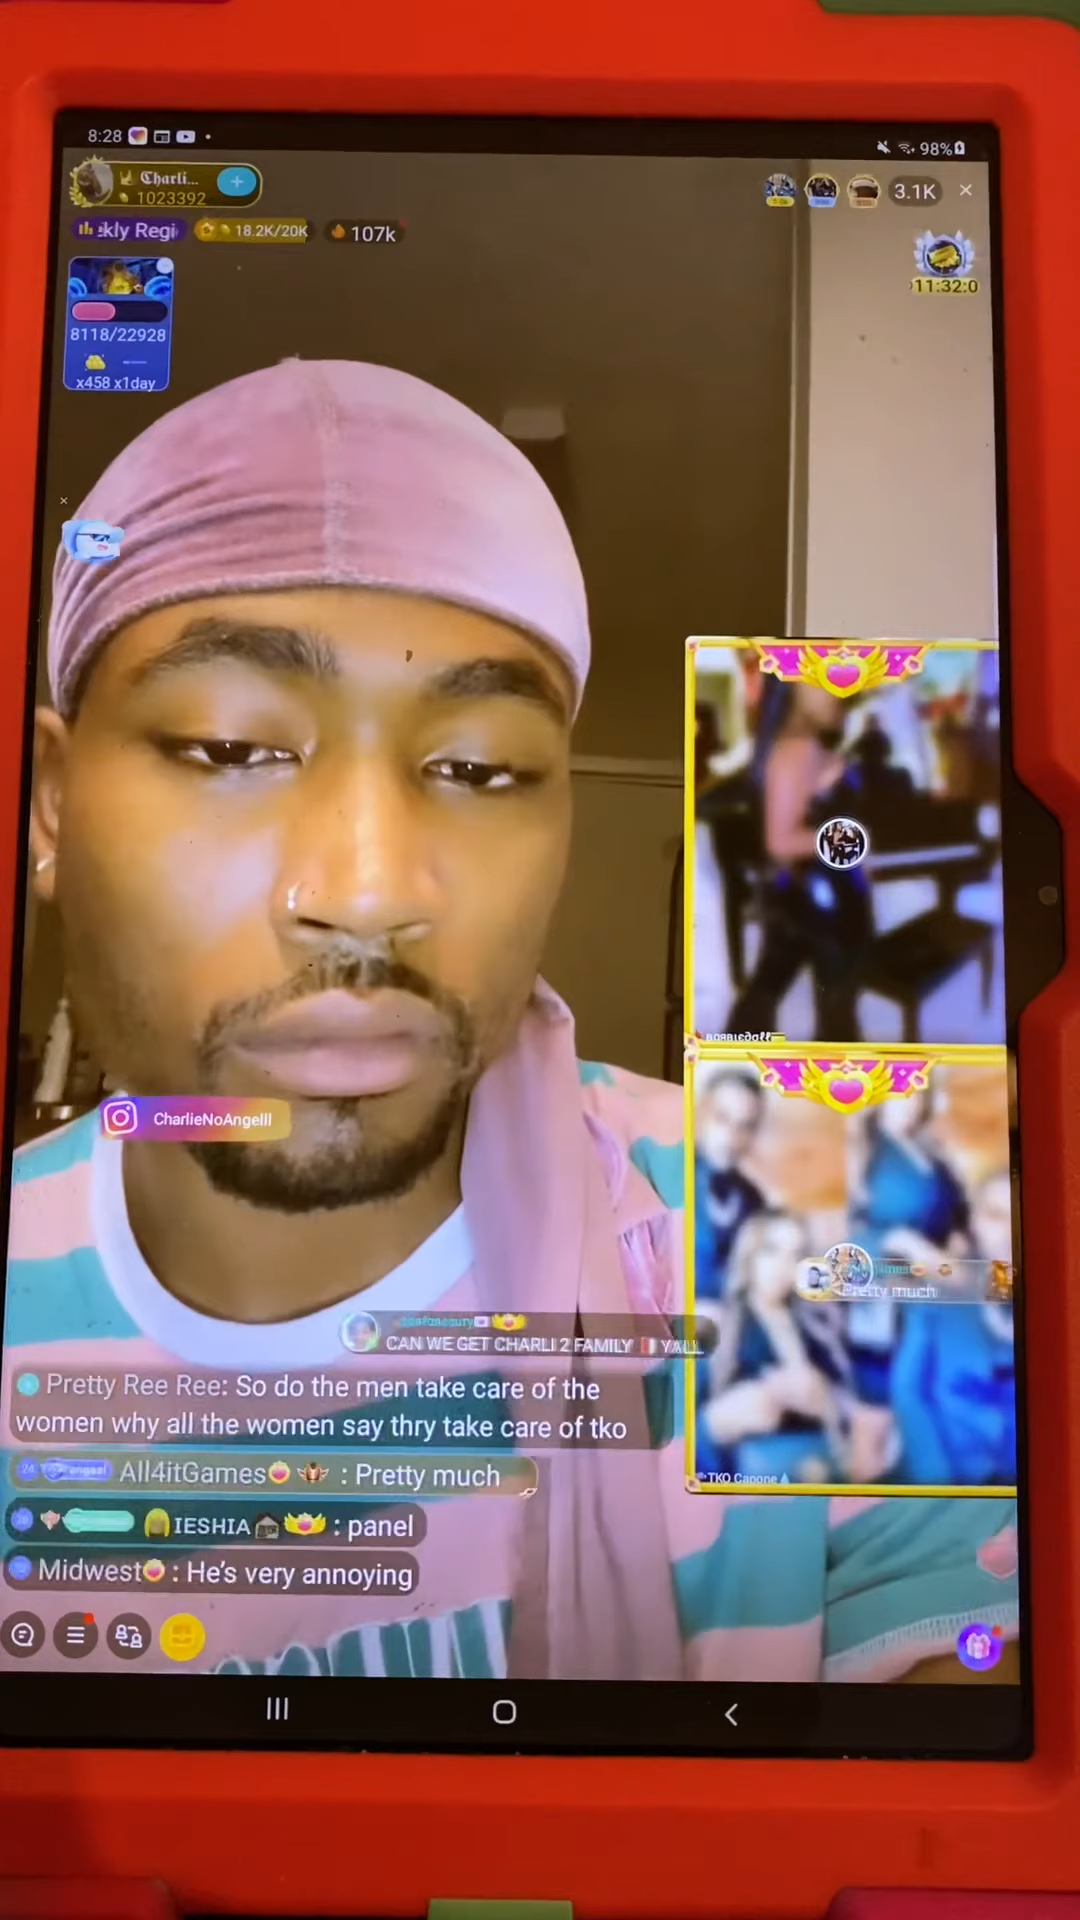 8:28
98%
Charli...
1023392
3.1K
kly Regi
18.2K/20K
107k
11:32:0
8118/22928
x458 x1day
CharlieNoAngelll
Pretty much
CAN WE GET CHARLI 2 FAMILY YALL
Pretty Ree Ree: So do the men take care of the
women why all the women say thry take care of tko
24
All4itGames : Pretty much
IESHIA : panel
Midwest : He's very annoying
TKO Capone